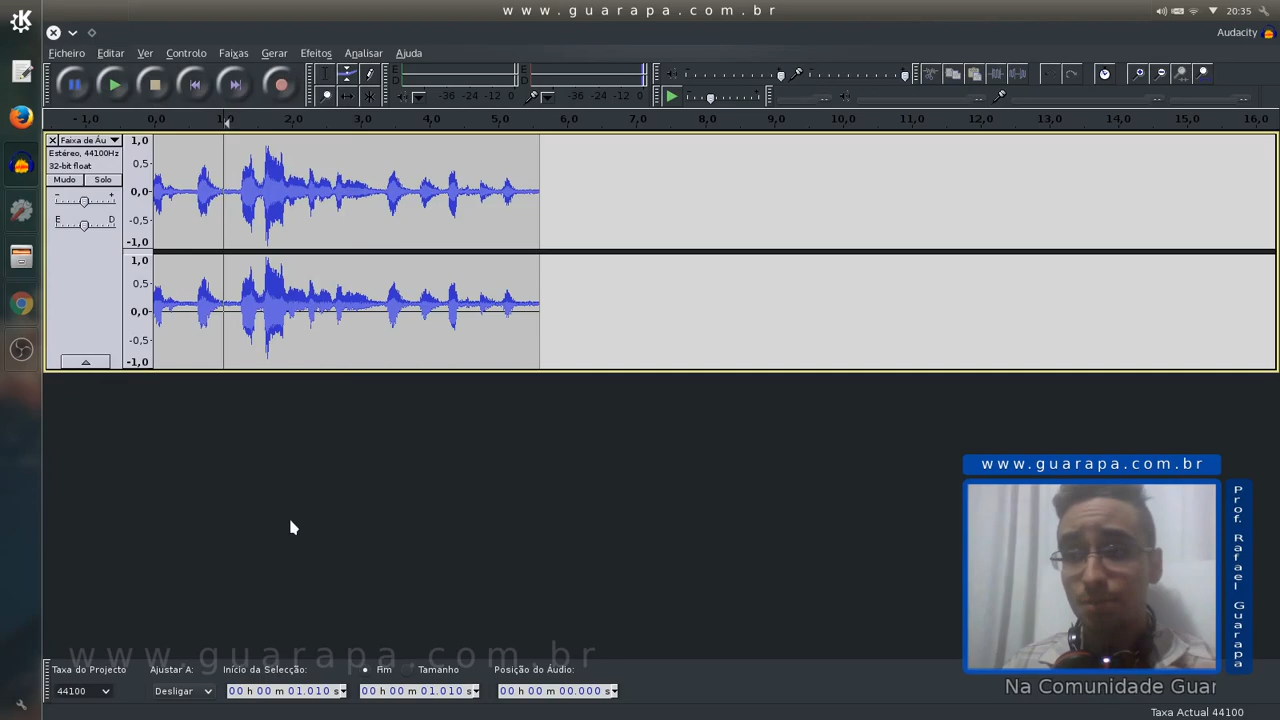 www.guarapa.com.br
20:35
Audacity
Ficheiro Editar Ver Controlo Faixas Gerar Efeitos Analisar Ajuda
E D E D
-36 -24 -12 0 -36 -24 -12 0
- 1,0 0,0 1,0 2,0 3,0 4,0 5,0 6,0 7,0 8,0 9,0 10,0 11,0 12,0 13,0 14,0 15,0 16,0
Faixa de Áu
Estéreo, 44100Hz
32-bit float
Mudo Solo
- +
E D
1,0
0,5
0,0
-0,5
-1,0
1,0
0,5
0,0
-0,5
-1,0
www.guarapa.com.br
Prof. Rafael Guarapa
www.guarapa.com.br
Na Comunidade Guar
Taxa do Projecto Ajustar A: Início da Selecção: Fim Tamanho Posição do Áudio:
44100 Desligar 00 h 00 m 01.010 s 00 h 00 m 01.010 s 00 h 00 m 00.000 s
Taxa Actual 44100